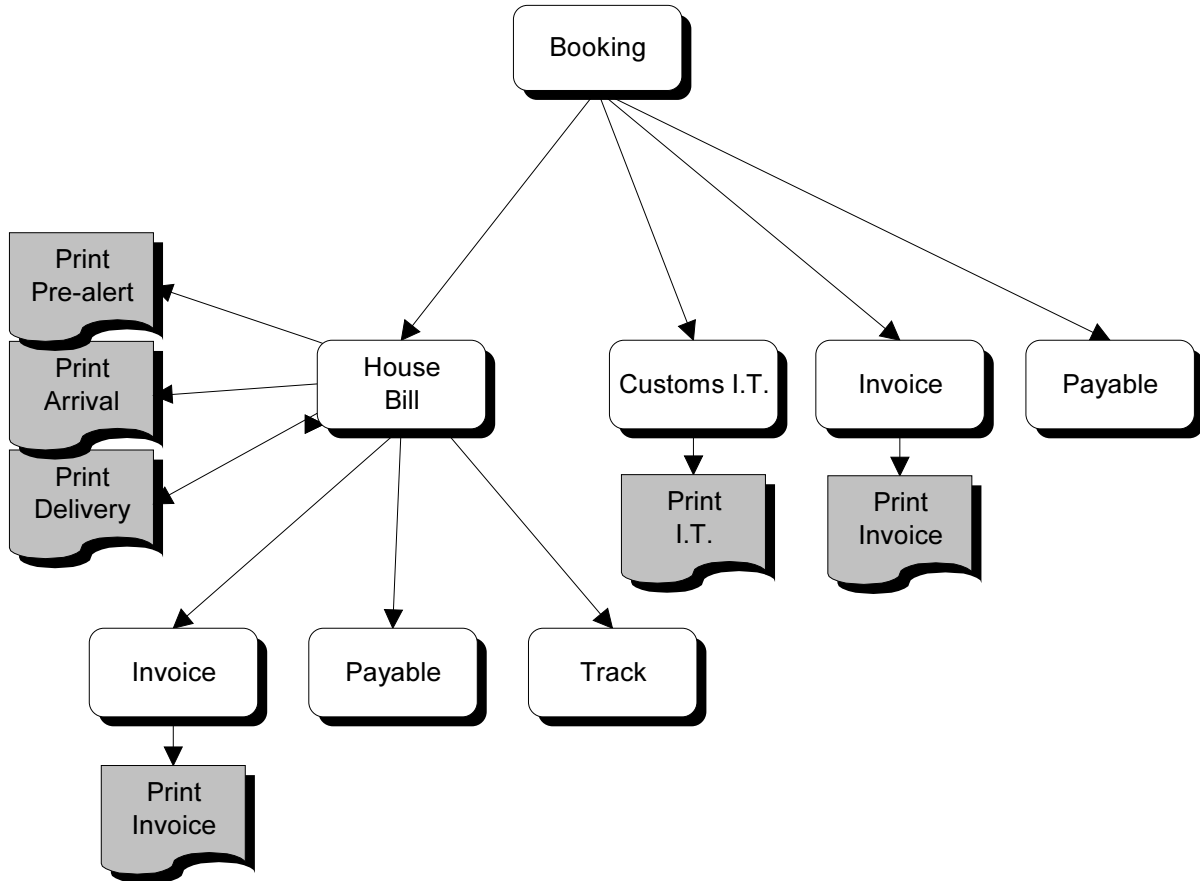 Booking
Print
Pre-alert
Print
Arrival
Print
Delivery
House
Bill
Customs I.T.
Invoice
Payable
Print
I.T.
Print
Invoice
Invoice
Payable
Track
Print
Invoice